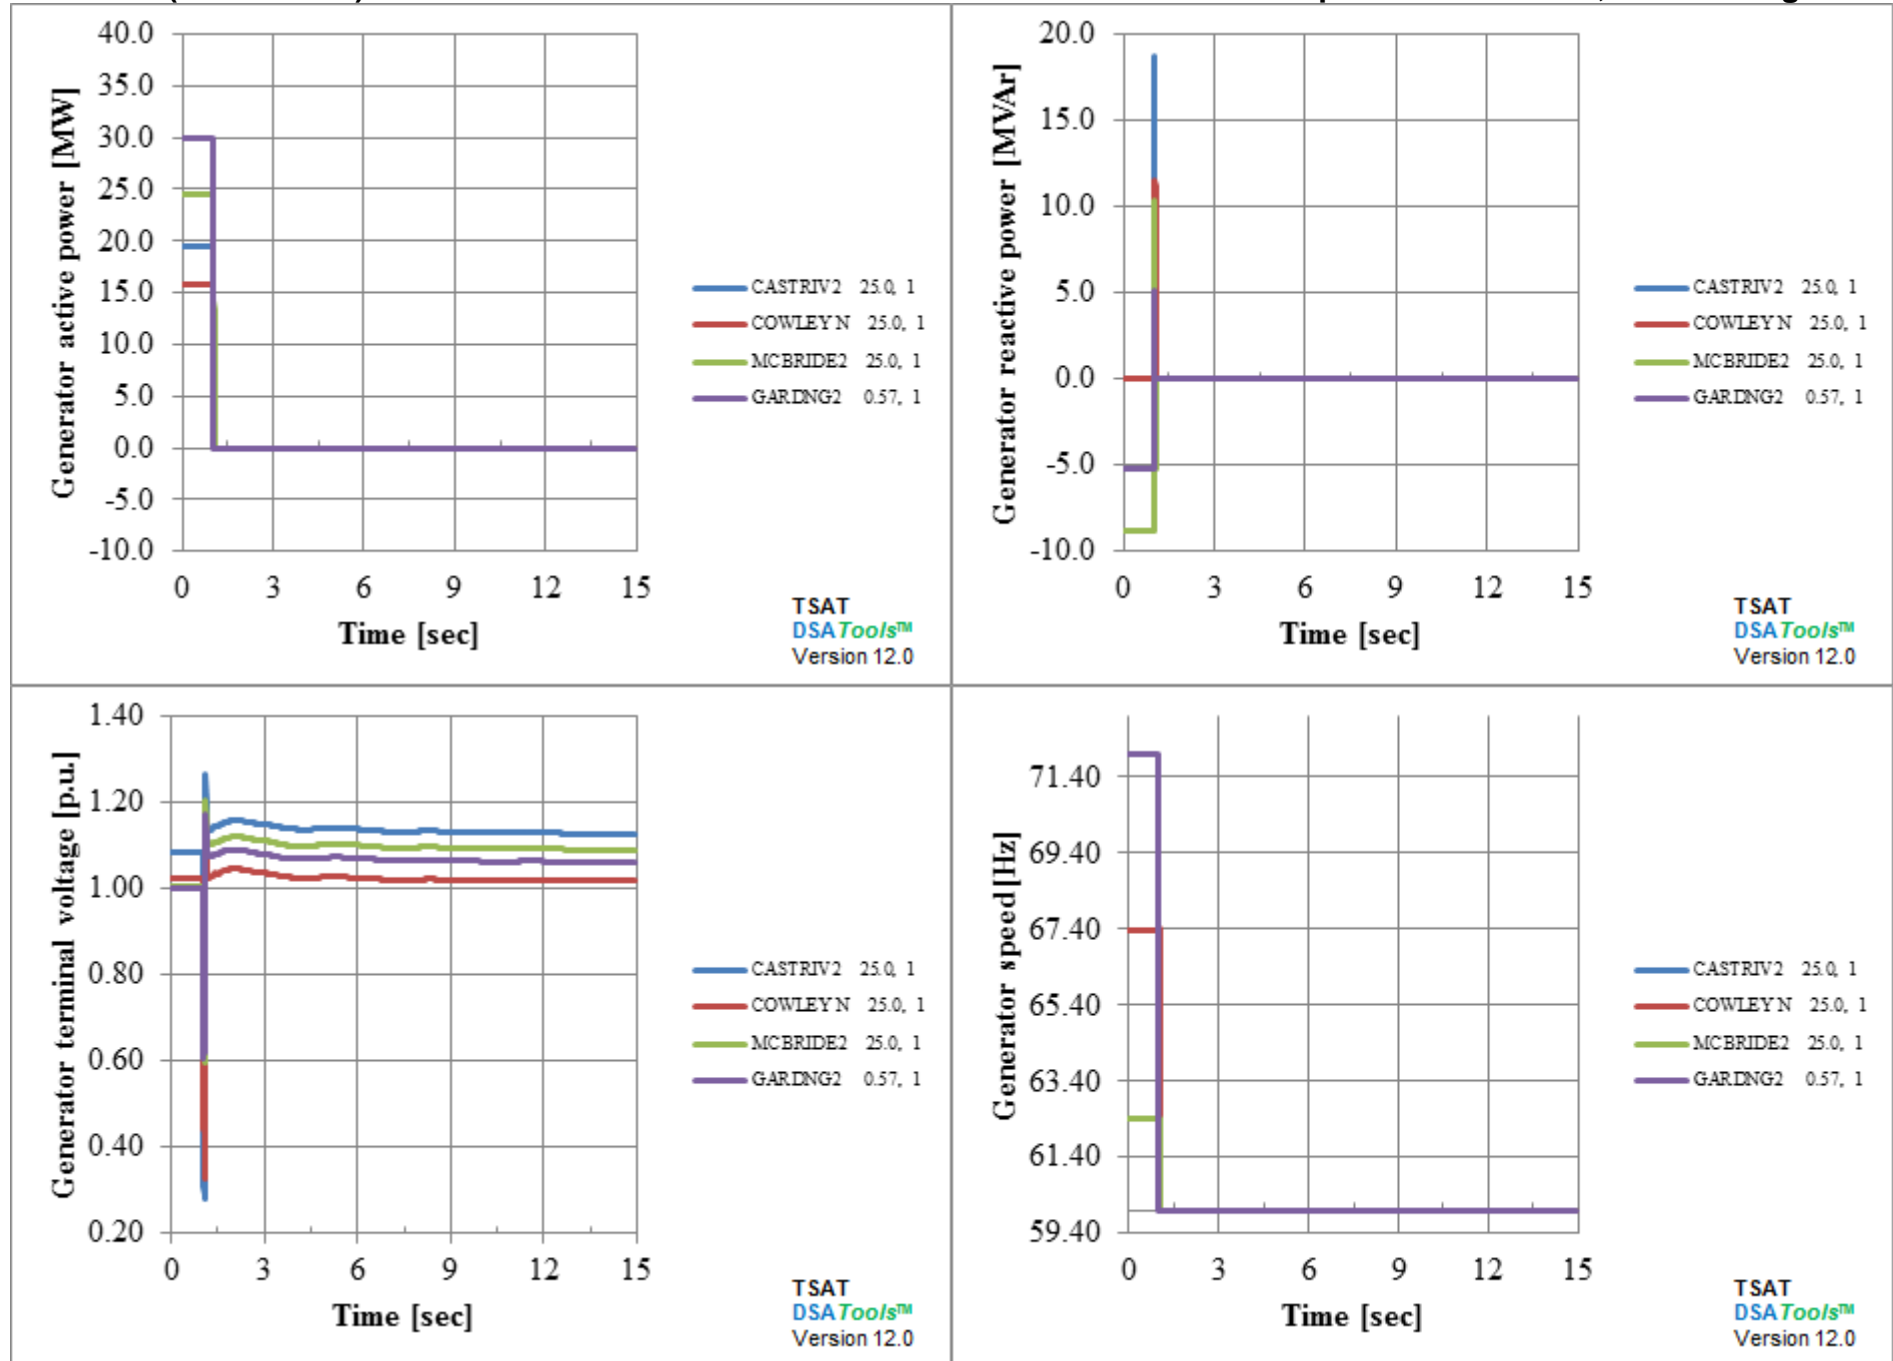 40.0
35.0
30.0
25.0
20.0
15.0
10.0
5.0
0.0
-5.0
-10.0
Generator active power [MW]
0 3 6 9 12 15
Time [sec]
CASTRIV2 25.0, 1
COWLEY N 25.0, 1
MCBRIDE2 25.0, 1
GARDNG2 0.57, 1
TSAT
DSATools™
Version 12.0
20.0
15.0
10.0
5.0
0.0
-5.0
-10.0
Generator reactive power [MVAr]
0 3 6 9 12 15
Time [sec]
CASTRIV2 25.0, 1
COWLEY N 25.0, 1
MCBRIDE2 25.0, 1
GARDNG2 0.57, 1
TSAT
DSATools™
Version 12.0
1.40
1.20
1.00
0.80
0.60
0.40
0.20
Generator terminal voltage [p.u.]
0 3 6 9 12 15
Time [sec]
CASTRIV2 25.0, 1
COWLEY N 25.0, 1
MCBRIDE2 25.0, 1
GARDNG2 0.57, 1
TSAT
DSATools™
Version 12.0
71.40
69.40
67.40
65.40
63.40
61.40
59.40
Generator speed [Hz]
0 3 6 9 12 15
Time [sec]
CASTRIV2 25.0, 1
COWLEY N 25.0, 1
MCBRIDE2 25.0, 1
GARDNG2 0.57, 1
TSAT
DSATools™
Version 12.0